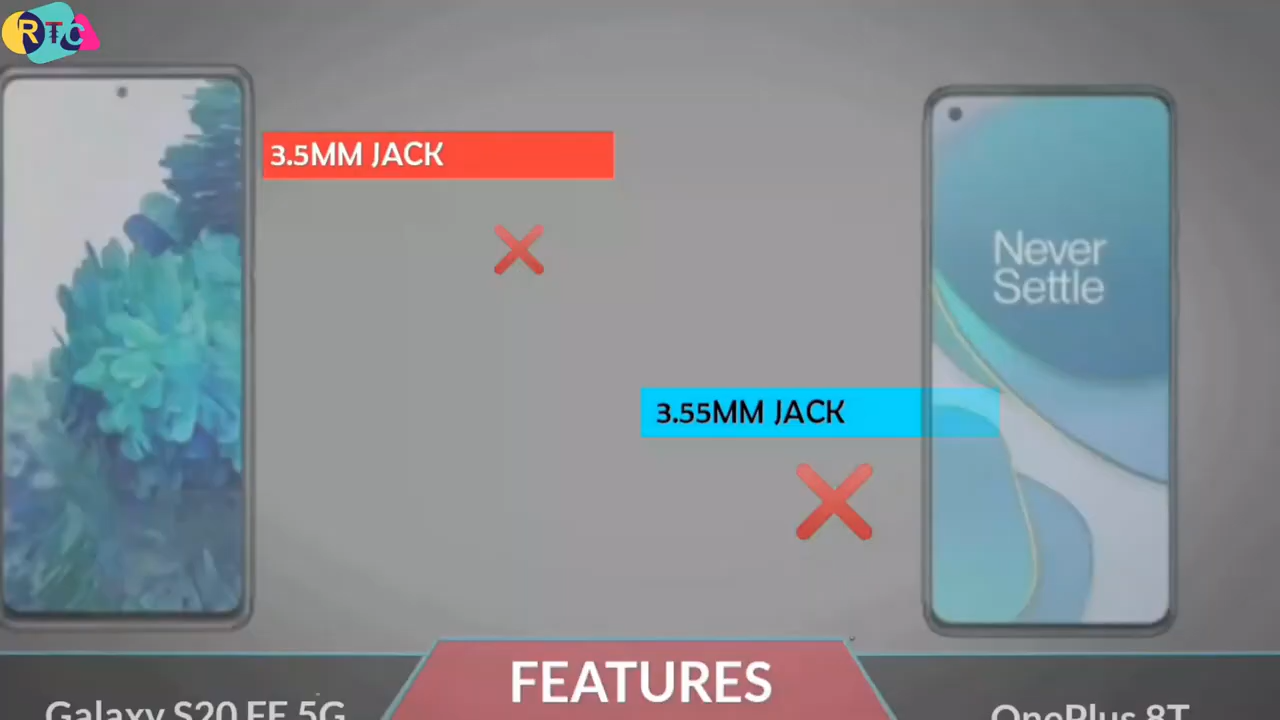 RTC
3.5MM JACK
Never
Settle
3.55MM JACK
FEATURES
Galaxy S20 FE 5G
OnePlus 8T